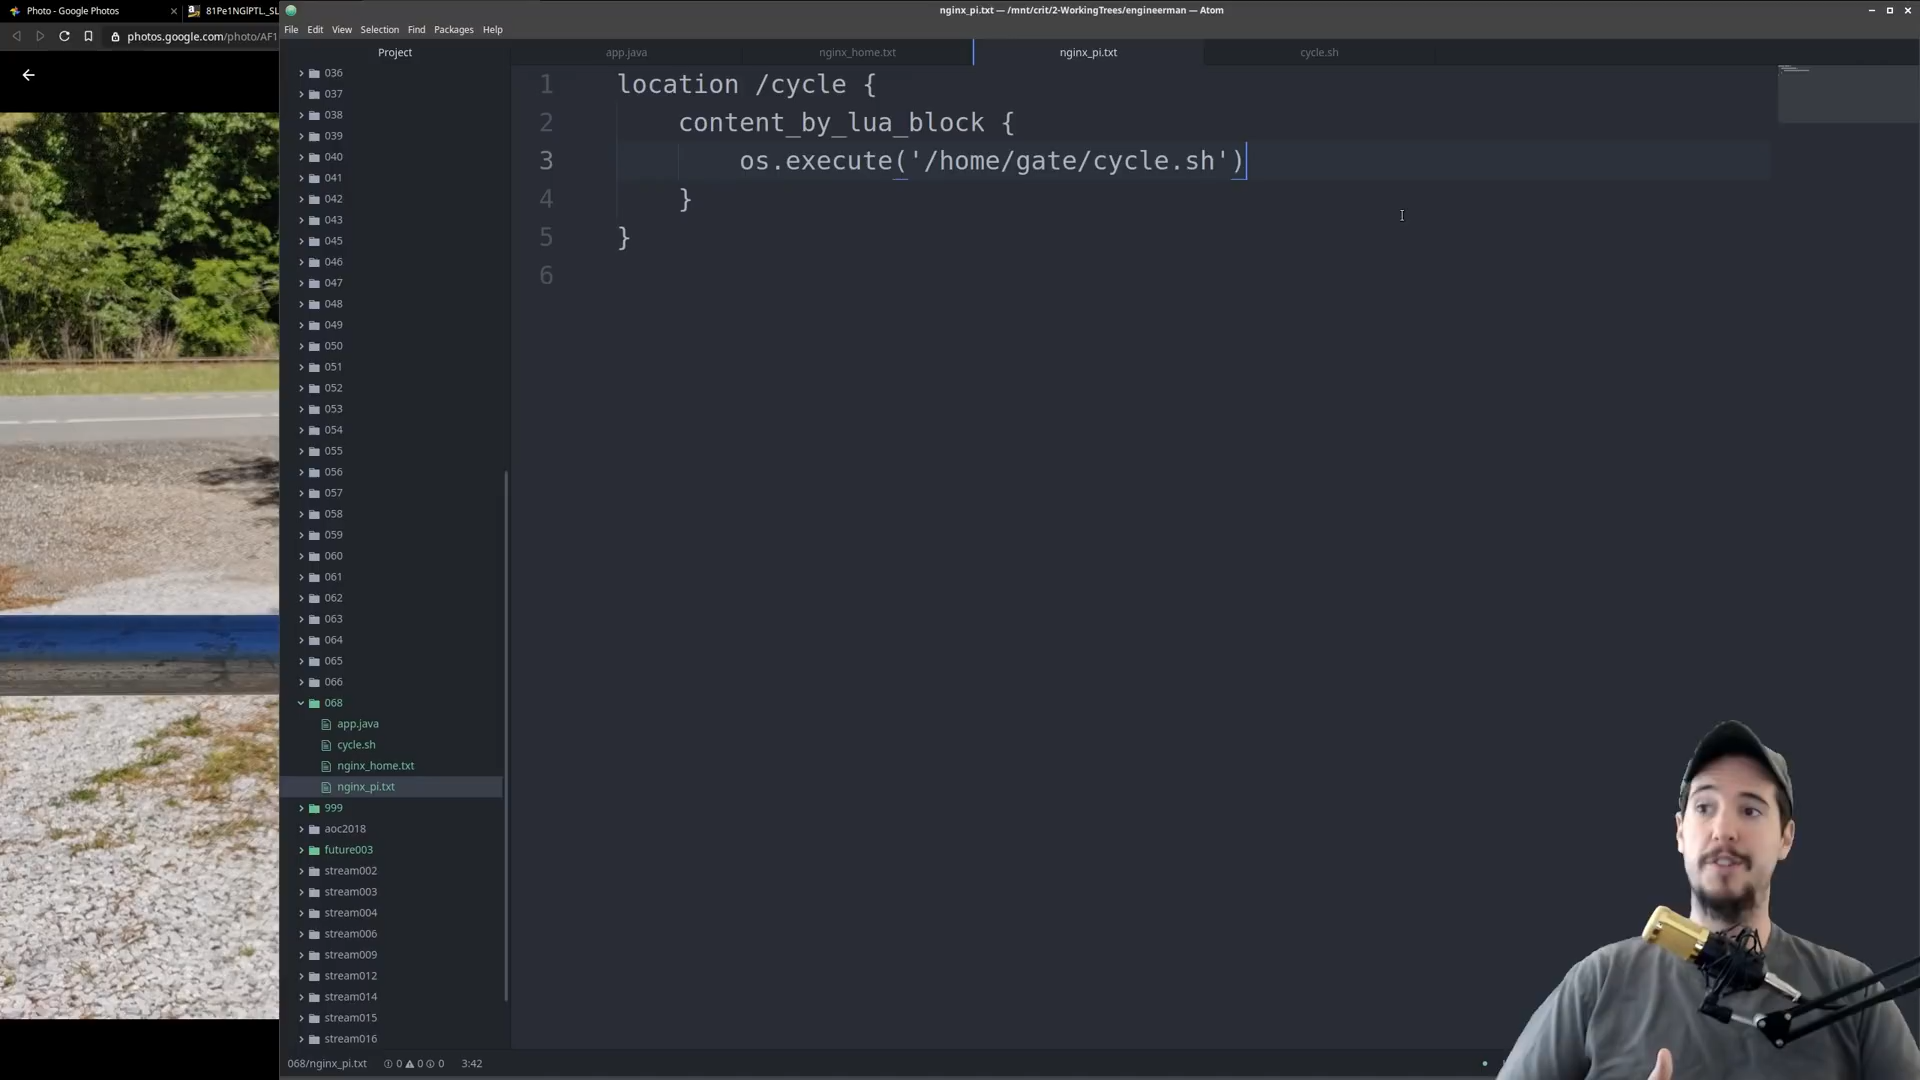 Photo - Google Photos
81Pe1NGlPTL._SL
photos.google.com/photo/AF1
nginx_pi.txt — /mnt/crit/2-WorkingTrees/engineerman — Atom
File Edit View Selection Find Packages Help
Project
app.java
nginx_home.txt
nginx_pi.txt
cycle.sh
036
037
038
039
040
041
042
043
045
046
047
048
049
050
051
052
053
054
055
056
057
058
059
060
061
062
063
064
065
066
068
app.java
cycle.sh
nginx_home.txt
nginx_pi.txt
999
aoc2018
future003
stream002
stream003
stream004
stream006
stream009
stream012
stream014
stream015
stream016
1 location /cycle {
2 content_by_lua_block {
3 os.execute('/home/gate/cycle.sh')
4 }
5 }
6
068/nginx_pi.txt 0 0 0 3:42